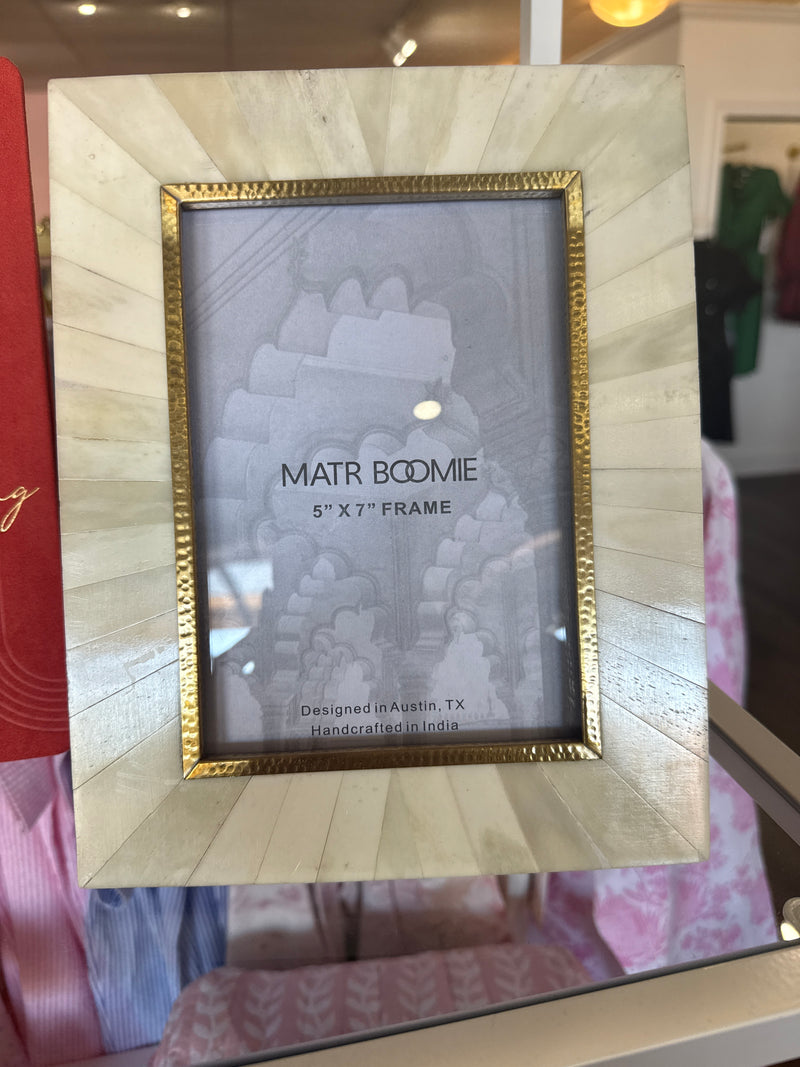 MATR BOOMIE
5" X 7" FRAME
Designed in Austin, TX
Handcrafted in India